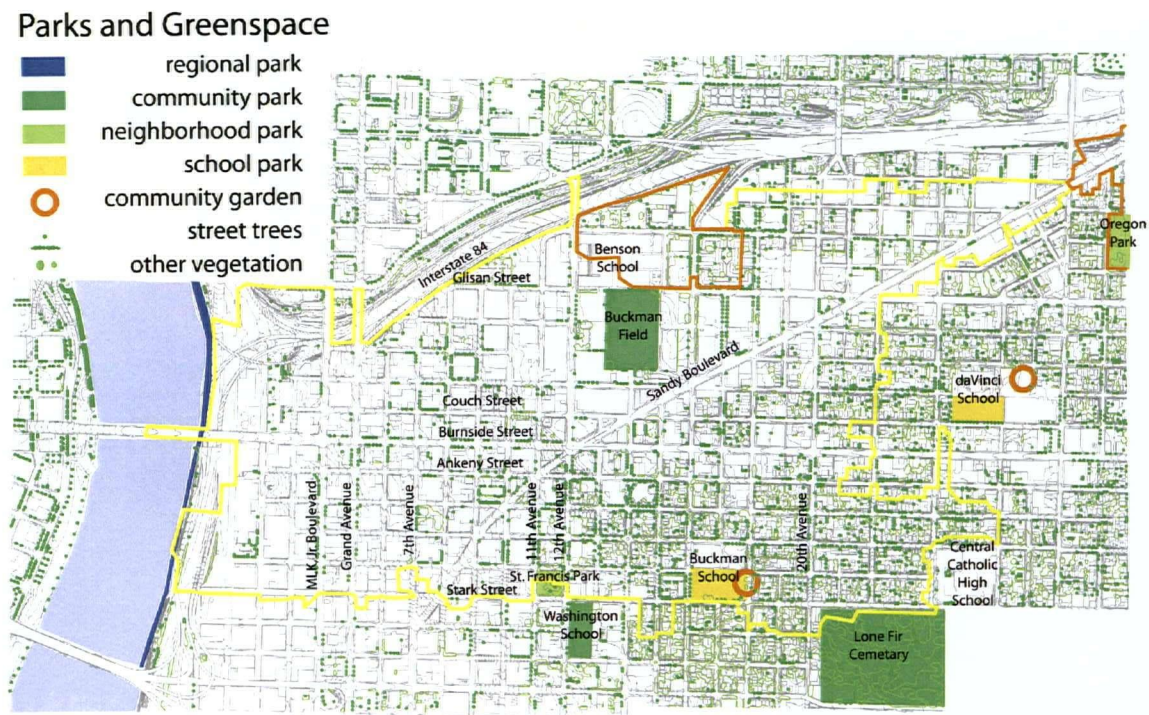 Parks and Greenspace
regional park
community park
neighborhood park
school park
community garden
street trees
other vegetation
Oregon
Park
Benson
School
Interstate 84
Glisan Street
Buckman
Field
Sandy Boulevard
daVinci
School
Couch Street
Burnside Street
Ankeny Street
MLK Jr. Boulevard
Grand Avenue
7th Avenue
11th Avenue
12th Avenue
20th Avenue
Central
Catholic
High
School
Buckman
School
St. Francis Park
Stark Street
Washington
School
Lone Fir
Cemetary